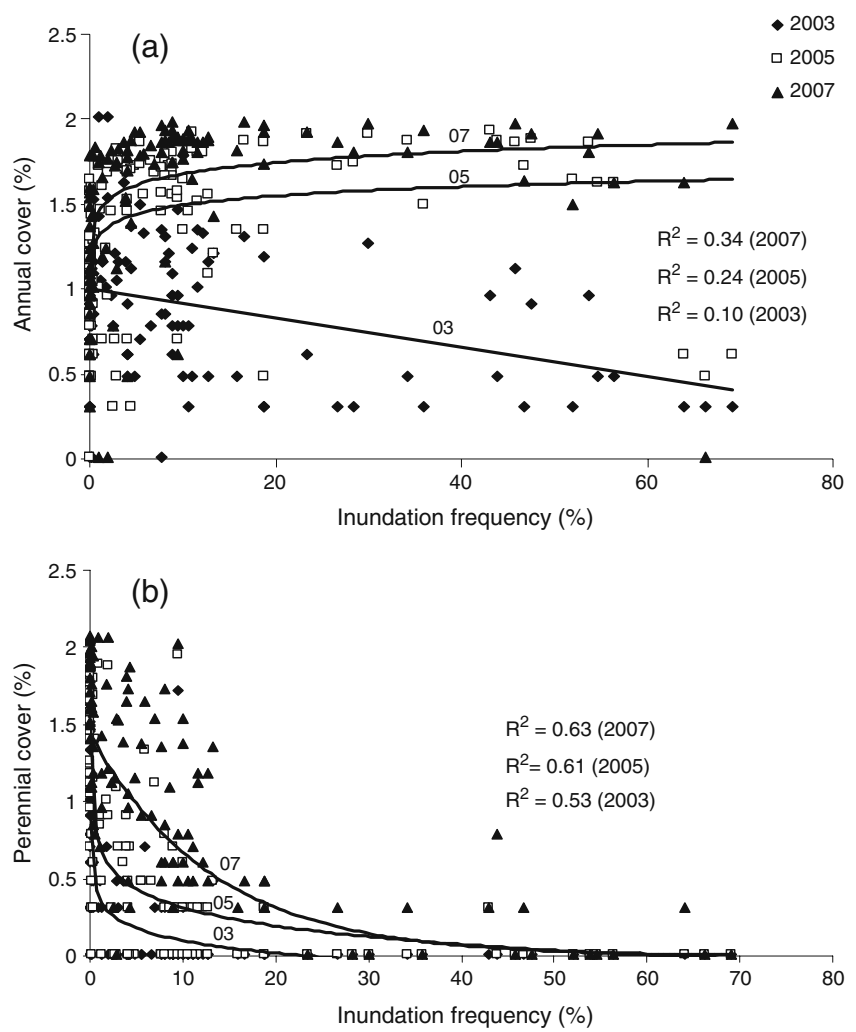 (a)
2003
2005
2007
Annual cover (%)
2.5
2
1.5
1
0.5
0
07
05
03
R² = 0.34 (2007)
R² = 0.24 (2005)
R² = 0.10 (2003)
0 20 40 60 80
Inundation frequency (%)
(b)
Perennial cover (%)
2.5
2
1.5
1
0.5
0
R² = 0.63 (2007)
R²= 0.61 (2005)
R² = 0.53 (2003)
07
05
03
0 10 20 30 40 50 60 70 80
Inundation frequency (%)